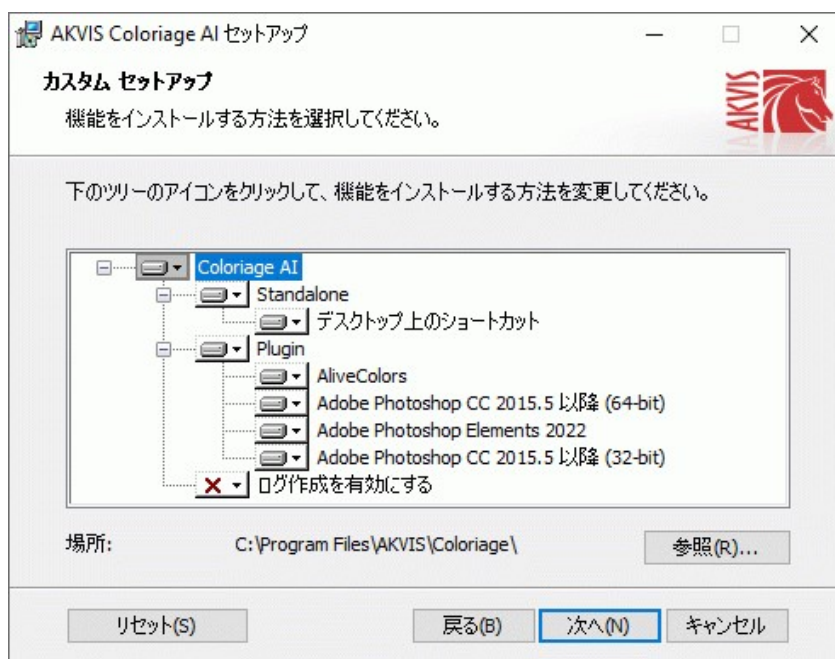 AKVIS Coloriage AI セットアップ
カスタム セットアップ
機能をインストールする方法を選択してください。
AKVIS
下のツリーのアイコンをクリックして、機能をインストールする方法を変更してください。
Coloriage AI
Standalone
デスクトップ上のショートカット
Plugin
AliveColors
Adobe Photoshop CC 2015.5 以降 (64-bit)
Adobe Photoshop Elements 2022
Adobe Photoshop CC 2015.5 以降 (32-bit)
ログ作成を有効にする
場所: C:\Program Files\AKVIS\Coloriage\ 参照(R)...
リセット(S) 戻る(B) 次へ(N) キャンセル